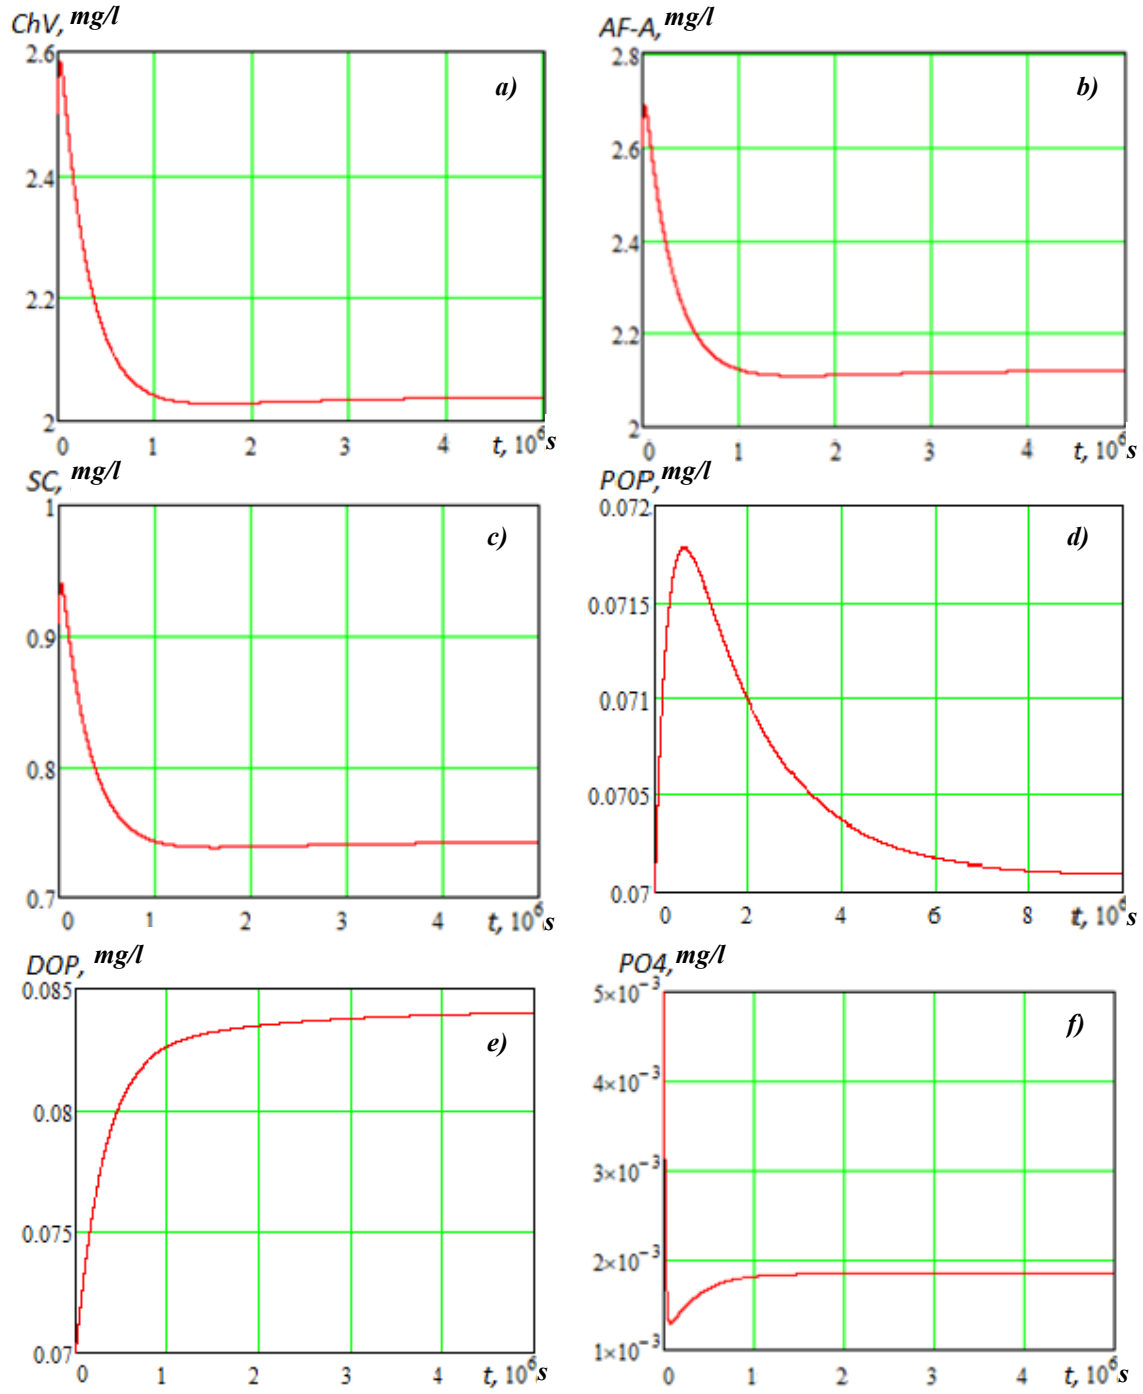 ChV, mg/l
2.6
a)
2.4
2.2
2
0 1 2 3 4 t, 10⁶s
AF-A, mg/l
2.8
b)
2.6
2.4
2.2
2
0 1 2 3 4 t, 10⁶s
SC, mg/l
1
c)
0.9
0.8
0.7
0 1 2 3 4 t, 10⁶s
POP, mg/l
0.072
d)
0.0715
0.071
0.0705
0.07
0 2 4 6 8 t, 10⁶s
DOP, mg/l
0.085
e)
0.08
0.075
0.07
0 1 2 3 4 t, 10⁶s
PO4, mg/l
5×10⁻³
f)
4×10⁻³
3×10⁻³
2×10⁻³
1×10⁻³
0 1 2 3 4 t, 10⁶s